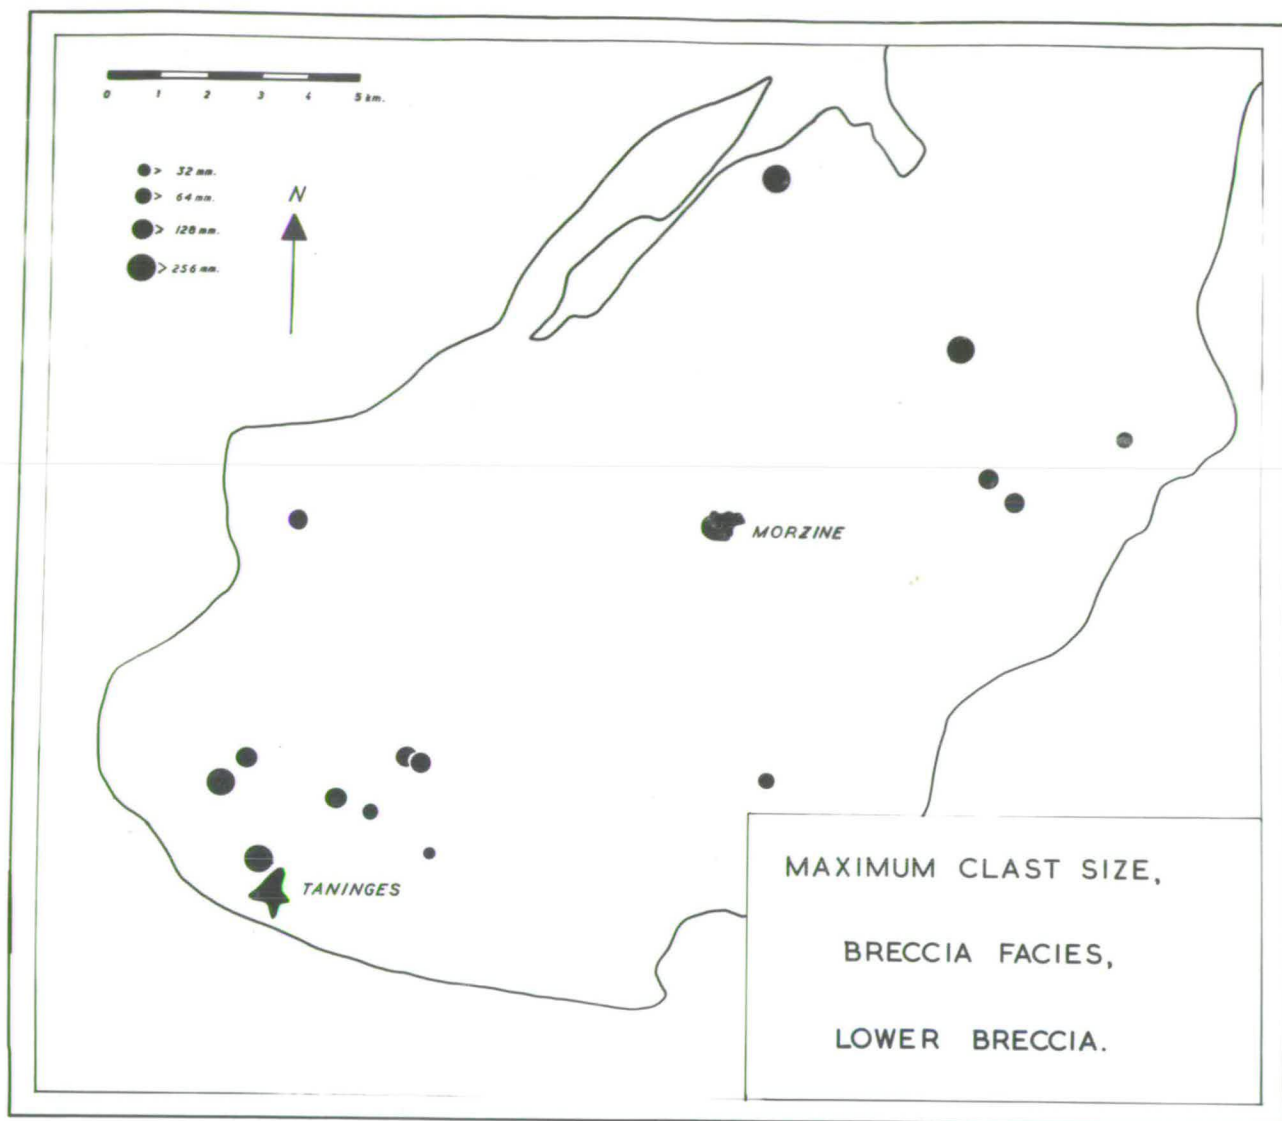 0 1 2 3 4 5 km.
> 32 mm.
> 64 mm.
> 128 mm.
> 256 mm.
N
MORZINE
TANINGES
MAXIMUM CLAST SIZE,
BRECCIA FACIES,
LOWER BRECCIA.